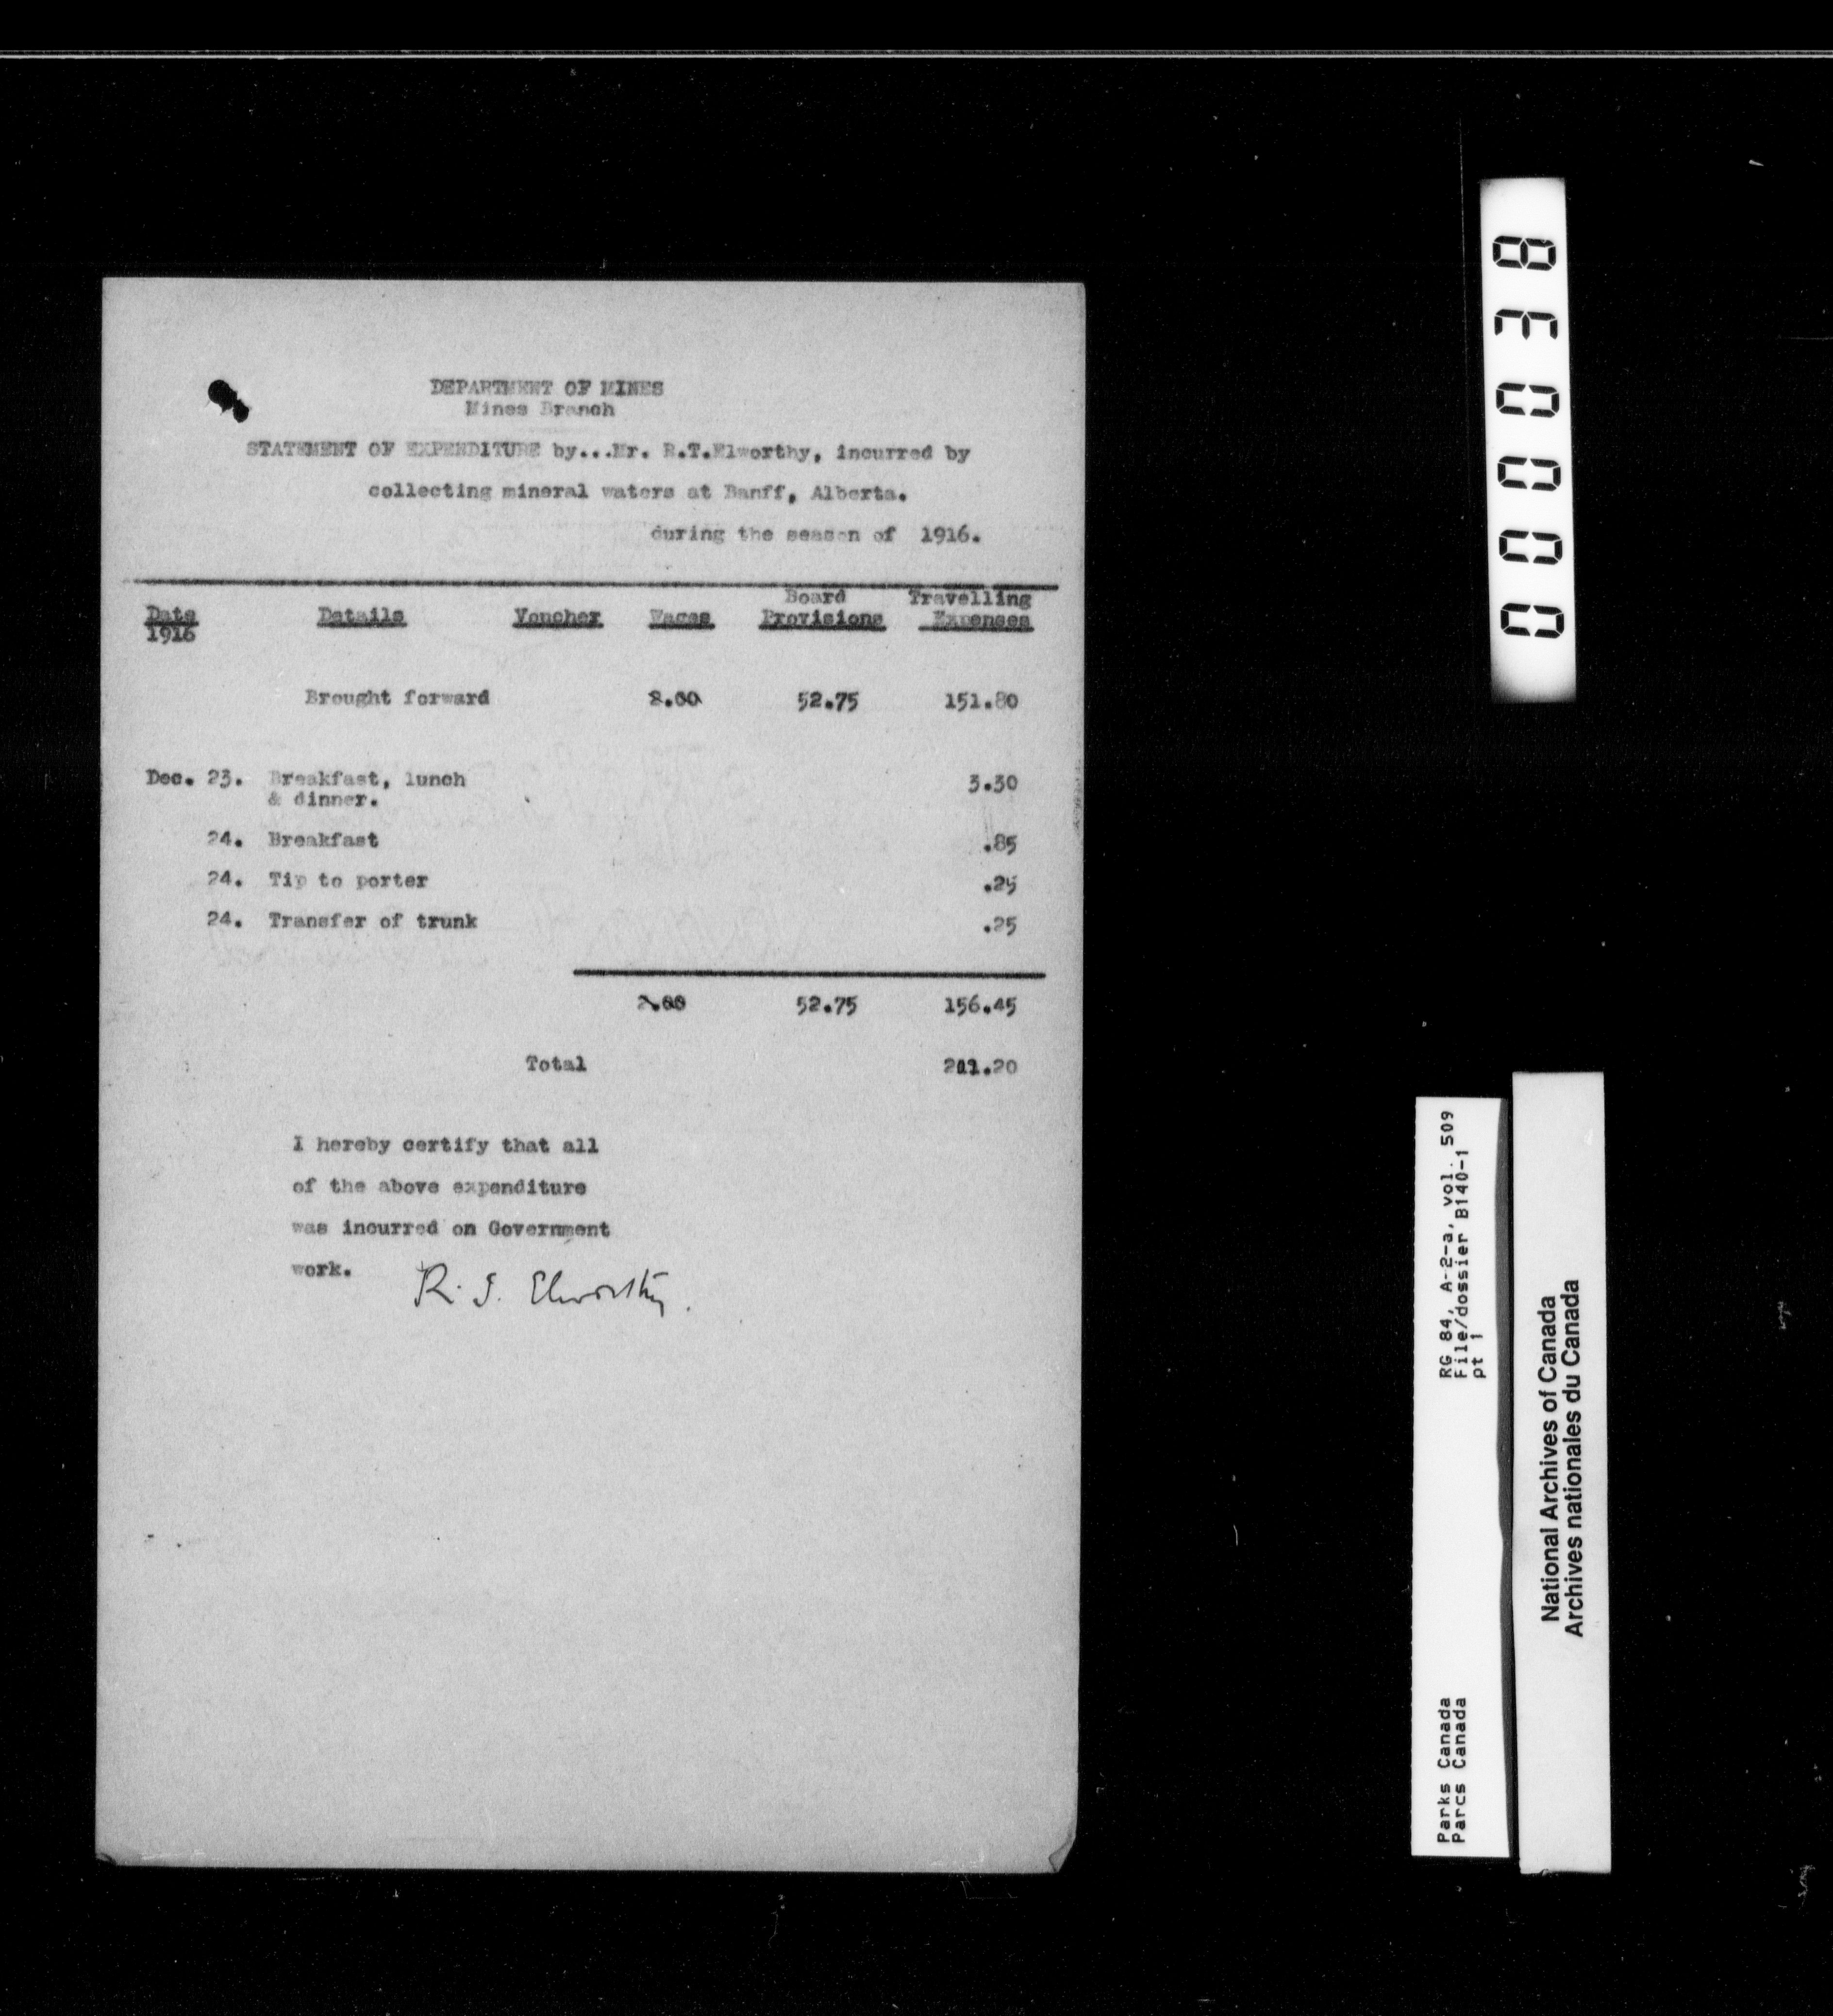 DEPARTMENT OF MINES
Mines Branch
STATEMENT OF EXPENDITURE by...Mr. R.T.Elworthy, incurred by
collecting mineral waters at Banff, Alberta.
during the season of 1916.
Date Details Voucher Wages Board Provisions Travelling Expenses
1916
Brought forward 2.00 52.75 151.80
Dec. 23. Breakfast, lunch 3.30
& dinner.
24. Breakfast .85
24. Tip to porter .25
24. Transfer of trunk .25
2.00 52.75 156.45
Total
I hereby certify that all
of the above expenditure
was incurred on Government
work.
R. T. Elworthy.
000038
RG 84, A-2-a, vol. 509
File/dossier B140-1
pt 1
Parks Canada
Parcs Canada
National Archives of Canada
Archives nationales du Canada